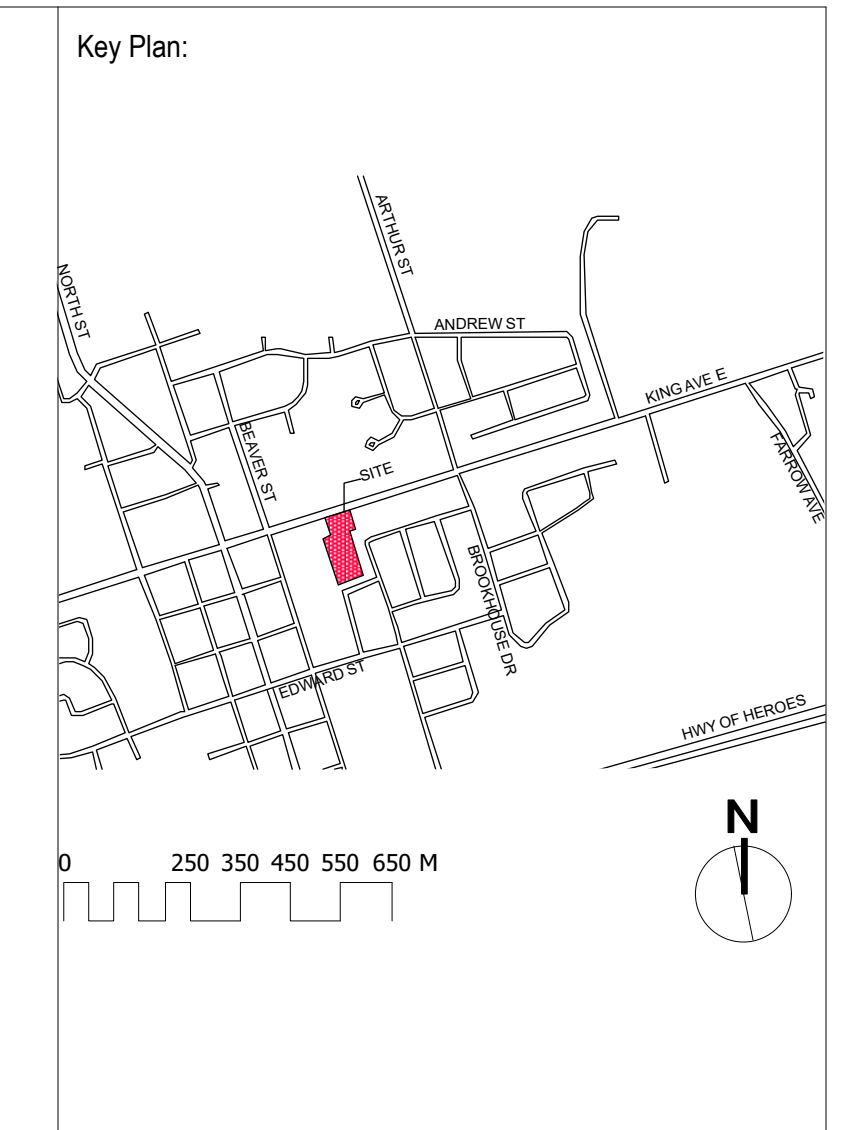 Key Plan:
ARTHUR ST
NORTH ST
ANDREW ST
KING AVE E
BEAVER ST
FARROW AVE
SITE
BROOKHOUSE DR
EDWARD ST
HWY OF HEROES
N
0 250 350 450 550 650 M